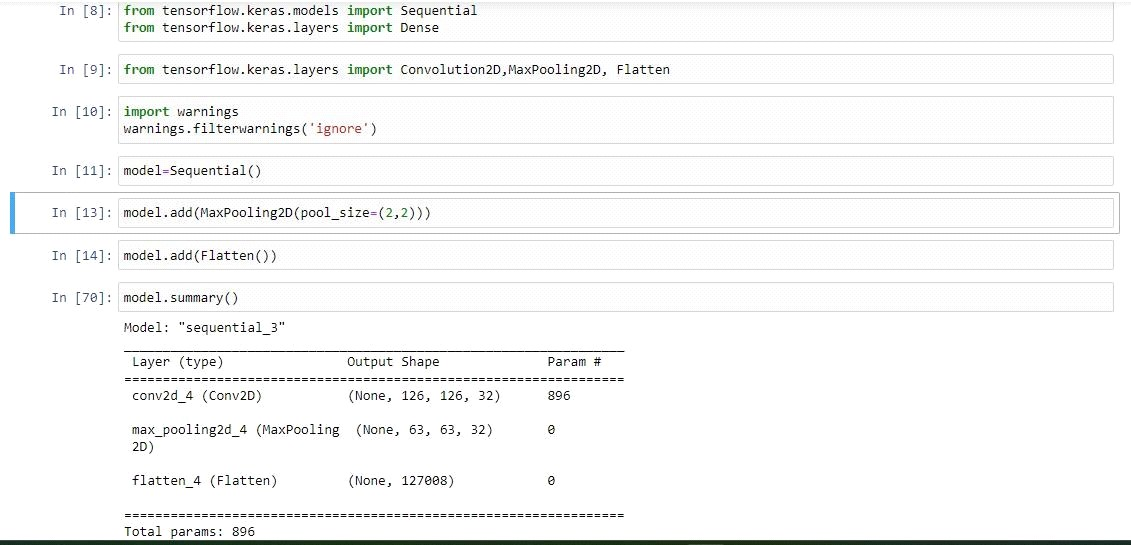 In [8]: from tensorflow.keras.models import Sequential
from tensorflow.keras.layers import Dense
In [9]: from tensorflow.keras.layers import Convolution2D,MaxPooling2D, Flatten
In [10]: import warnings
warnings.filterwarnings('ignore')
In [11]: model=Sequential()
In [13]: model.add(MaxPooling2D(pool_size=(2,2)))
In [14]: model.add(Flatten())
In [70]: model.summary()
Model: "sequential_3"
Layer (type) Output Shape Param #
=================================================================
conv2d_4 (Conv2D) (None, 126, 126, 32) 896
max_pooling2d_4 (MaxPooling (None, 63, 63, 32) 0
2D)
flatten_4 (Flatten) (None, 127008) 0
=================================================================
Total params: 896